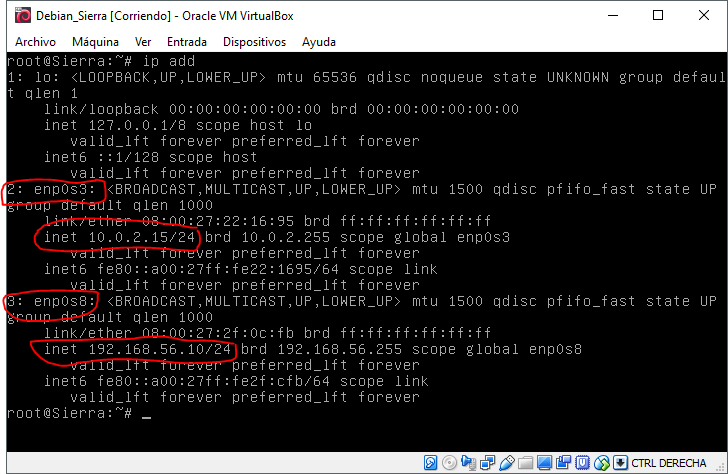 Debian_Sierra [Corriendo] - Oracle VM VirtualBox
Archivo Máquina Ver Entrada Dispositivos Ayuda
root@Sierra:~# ip add
1: lo: <LOOPBACK,UP,LOWER_UP> mtu 65536 qdisc noqueue state UNKNOWN group defaul
t qlen 1
link/loopback 00:00:00:00:00:00 brd 00:00:00:00:00:00
inet 127.0.0.1/8 scope host lo
valid_lft forever preferred_lft forever
inet6 ::1/128 scope host
valid_lft forever preferred_lft forever
2: enp0s3: <BROADCAST,MULTICAST,UP,LOWER_UP> mtu 1500 qdisc pfifo_fast state UP
group default qlen 1000
link/ether 08:00:27:22:16:95 brd ff:ff:ff:ff:ff:ff
inet 10.0.2.15/24 brd 10.0.2.255 scope global enp0s3
valid_lft forever preferred_lft forever
inet6 fe80::a00:27ff:fe22:1695/64 scope link
valid_lft forever preferred_lft forever
3: enp0s8: <BROADCAST,MULTICAST,UP,LOWER_UP> mtu 1500 qdisc pfifo_fast state UP
group default qlen 1000
link/ether 08:00:27:2f:0c:fb brd ff:ff:ff:ff:ff:ff
inet 192.168.56.10/24 brd 192.168.56.255 scope global enp0s8
valid_lft forever preferred_lft forever
inet6 fe80::a00:27ff:fe2f:cfb/64 scope link
valid_lft forever preferred_lft forever
root@Sierra:~# _
CTRL DERECHA